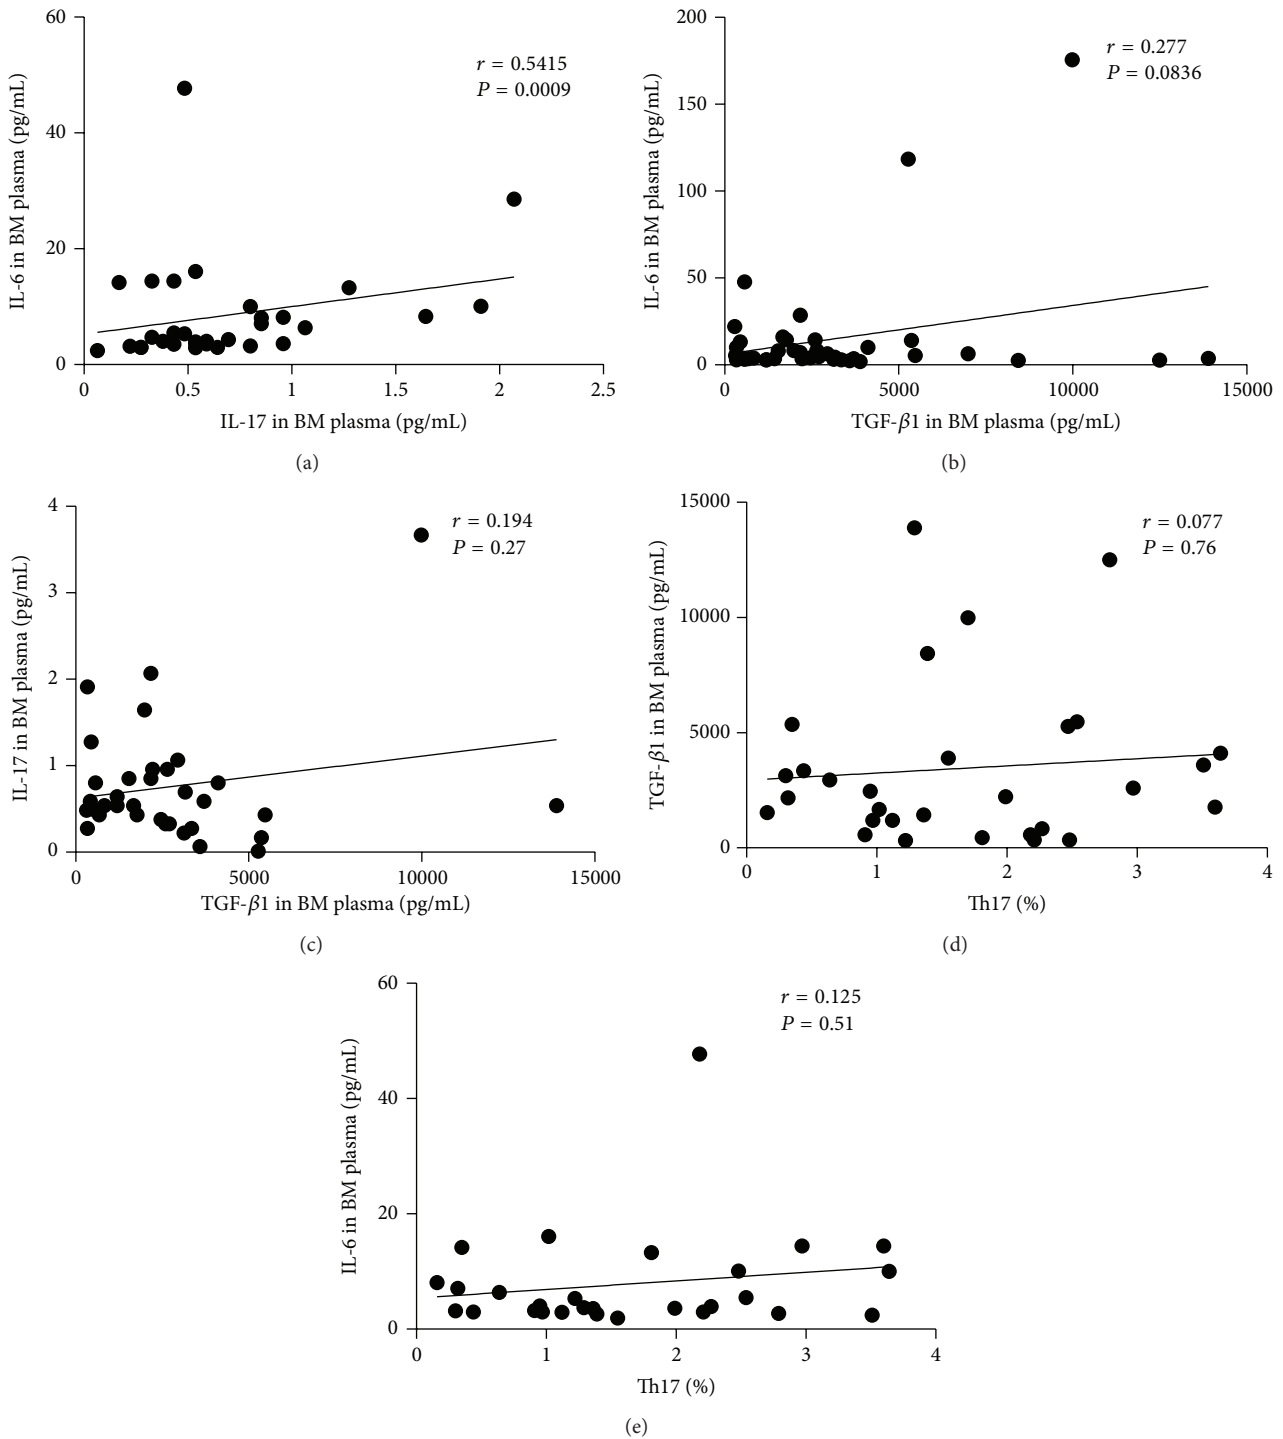 60
40
20
0
IL-6 in BM plasma (pg/mL)
r = 0.5415
P = 0.0009
0 0.5 1 1.5 2 2.5
IL-17 in BM plasma (pg/mL)
(a)
200
150
100
50
0
IL-6 in BM plasma (pg/mL)
r = 0.277
P = 0.0836
0 5000 10000 15000
TGF-β1 in BM plasma (pg/mL)
(b)
4
3
2
1
0
IL-17 in BM plasma (pg/mL)
r = 0.194
P = 0.27
0 5000 10000 15000
TGF-β1 in BM plasma (pg/mL)
(c)
15000
10000
5000
0
TGF-β1 in BM plasma (pg/mL)
r = 0.077
P = 0.76
0 1 2 3 4
Th17 (%)
(d)
60
40
20
0
IL-6 in BM plasma (pg/mL)
r = 0.125
P = 0.51
0 1 2 3 4
Th17 (%)
(e)